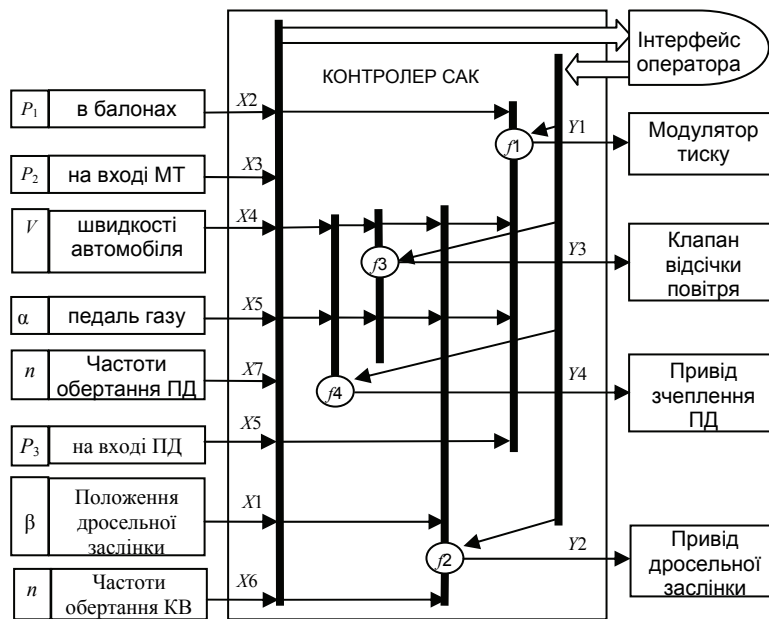 Інтерфейс
оператора
КОНТРОЛЕР САК
P₁ в балонах X2
f1 Y1
Модулятор
тиску
P₂ на вході МТ X3
V швидкості
автомобіля
X4
f3 Y3
Клапан
відсічки
повітря
α педаль газу X5
n Частоти
обертання ПД
X7
f4 Y4
Привід
зчеплення
ПД
P₃ на вході ПД X5
β Положення
дросельної
заслінки
X1
f2 Y2
Привід
дросельної
заслінки
n Частоти
обертання КВ
X6